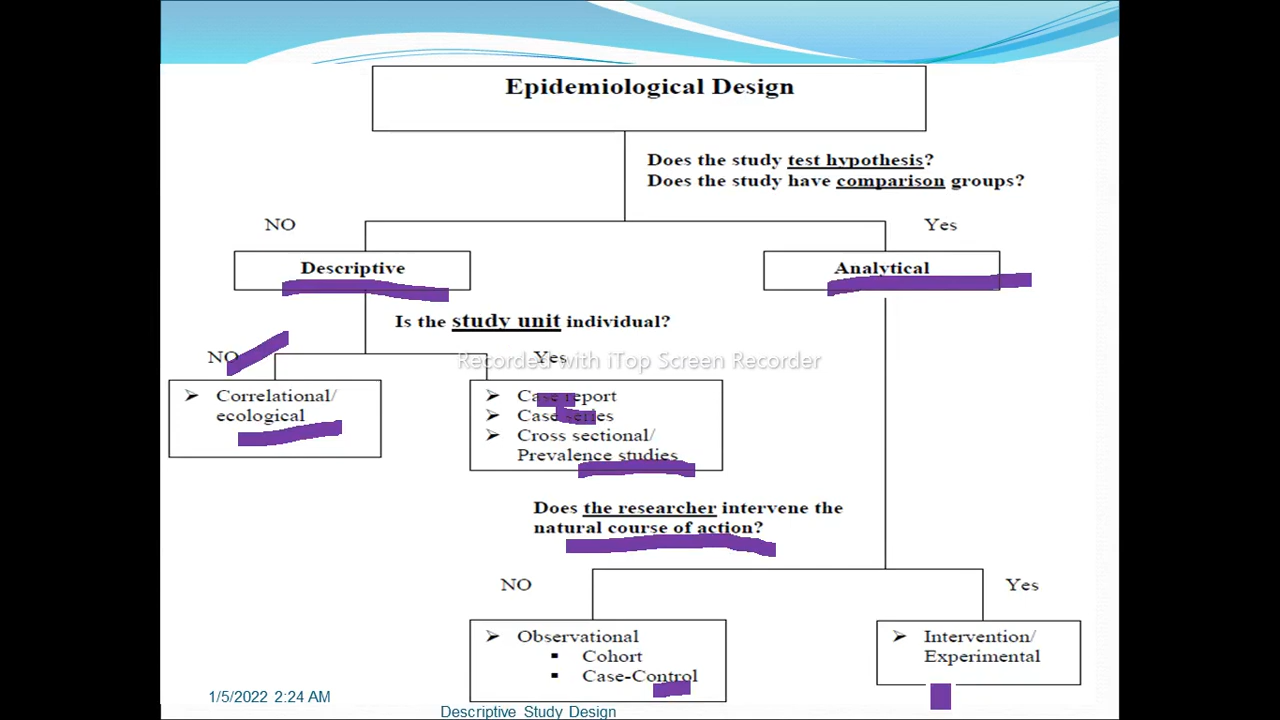 Epidemiological Design
Does the study test hypothesis?
Does the study have comparison groups?
NO
Yes
Descriptive
Analytical
Is the study unit individual?
NO
Yes
Recorded with iTop Screen Recorder
➢ Correlational/
ecological
➢ Case report
➢ Case series
➢ Cross sectional/
Prevalence studies
Does the researcher intervene the
natural course of action?
NO
Yes
➢ Observational
▪ Cohort
▪ Case-Control
➢ Intervention/
Experimental
1/5/2022 2:24 AM
Descriptive Study Design